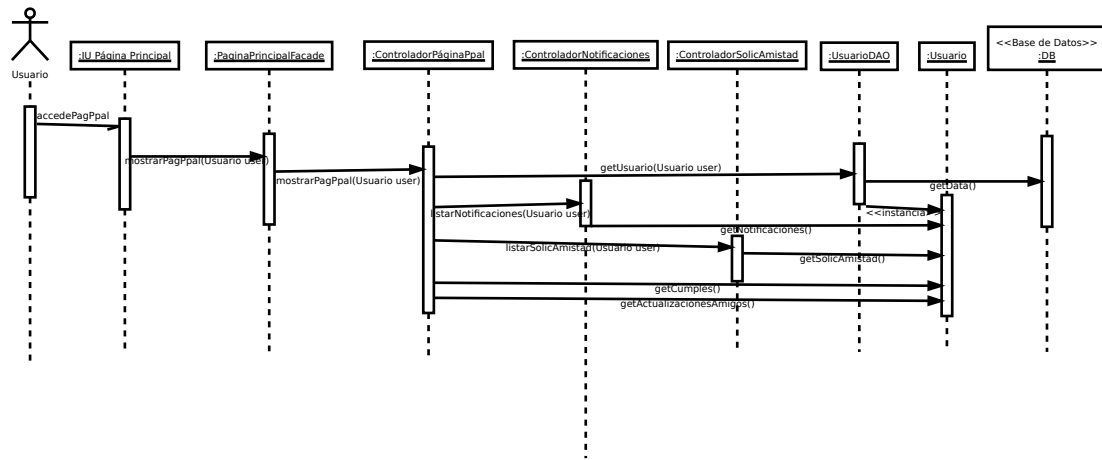 <<Base de Datos>>
:IU Página Principal
:PaginaPrincipalFacade
:ControladorPáginaPpal
:ControladorNotificaciones
:ControladorSolicAmistad
:UsuarioDAO
:Usuario
:DB
Usuario
accedePagPpal
mostrarPagPpal(Usuario user)
mostrarPagPpal(Usuario user)
getUsuario(Usuario user)
getData()
<<instancia>>
listarNotificaciones(Usuario user)
getNotificaciones()
listarSolicAmistad(Usuario user)
getSolicAmistad()
getCumples()
getActualizacionesAmigos()